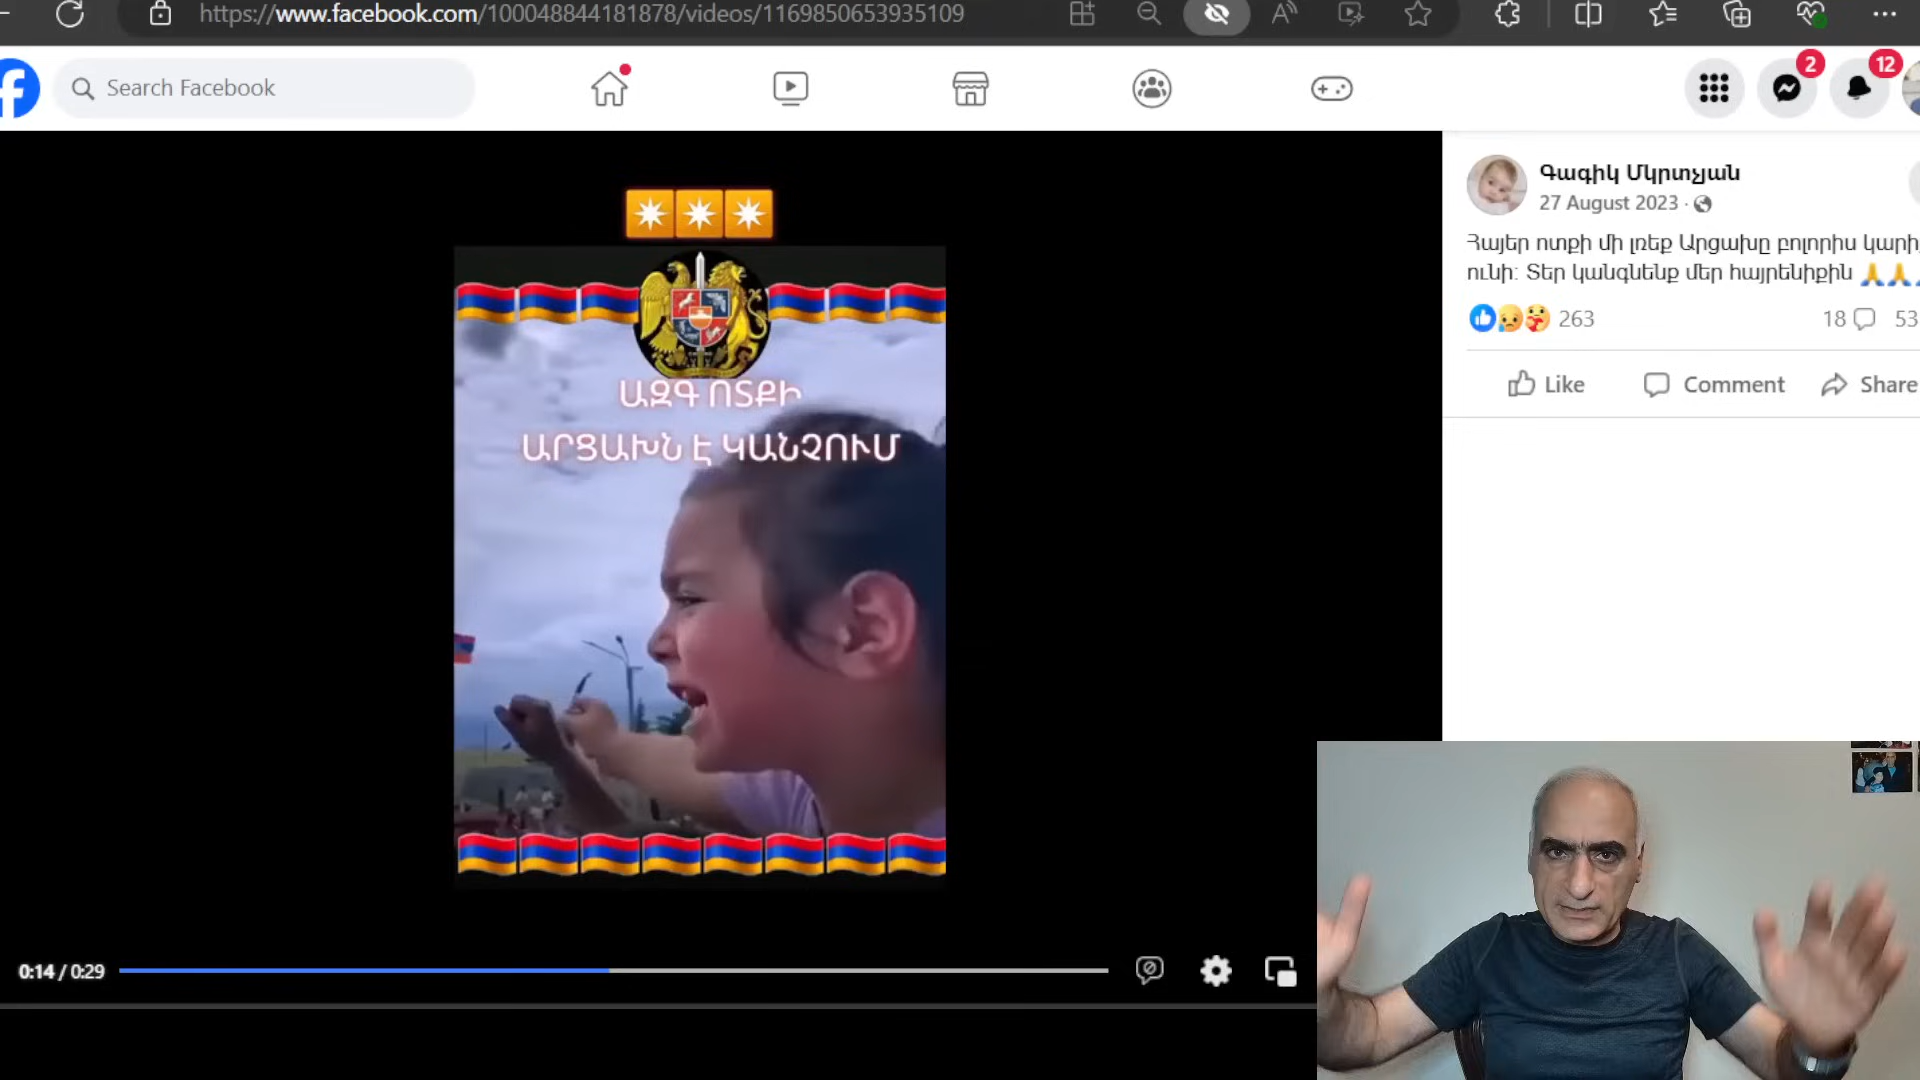 https://www.facebook.com/100048844181878/videos/1169850653935109
Search Facebook
2
12
ԱԶԳ ՈՏՔԻ
ԱՐՑԱԽՆ Է ԿԱՆՉՈՒՄ
0:14 / 0:29
Գագիկ Մկրտչյան
27 August 2023 ·
Հայեր ոտքի մի լռեք Արցախը բոլորիս կարի
ունի։ Տեր կանգնենք մեր հայրենիքին 🙏🙏
263
18
53
Like
Comment
Share